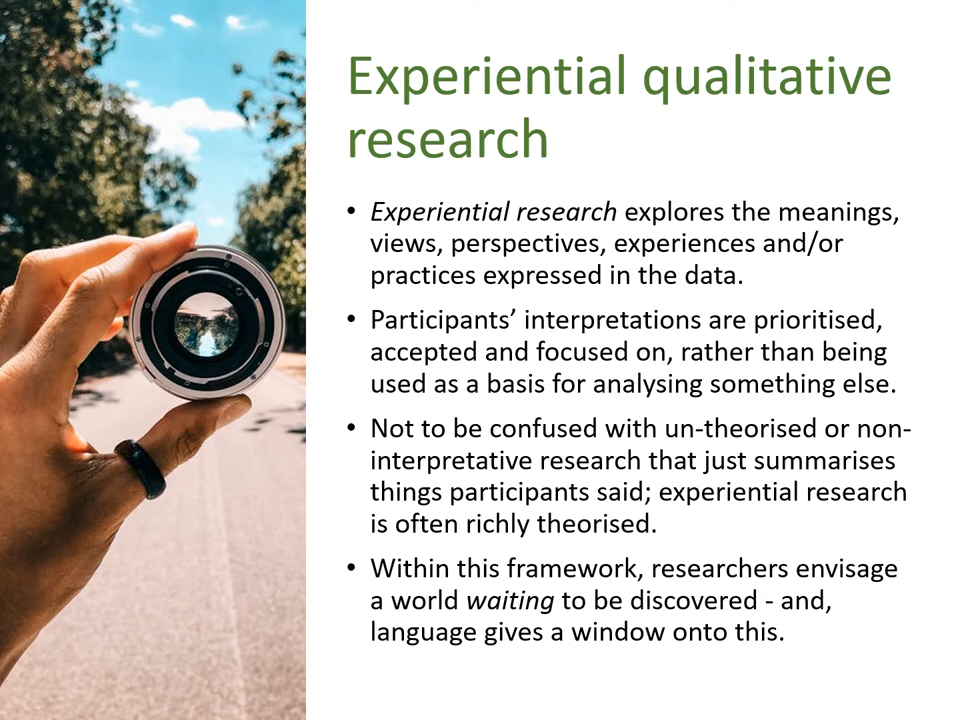 Experiential qualitative
research
• Experiential research explores the meanings,
views, perspectives, experiences and/or
practices expressed in the data.
• Participants’ interpretations are prioritised,
accepted and focused on, rather than being
used as a basis for analysing something else.
• Not to be confused with un-theorised or non-
interpretative research that just summarises
things participants said; experiential research
is often richly theorised.
• Within this framework, researchers envisage
a world waiting to be discovered - and,
language gives a window onto this.